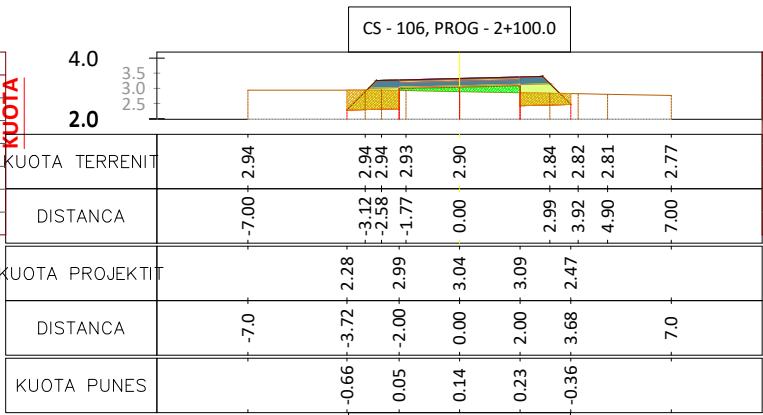 CS - 106, PROG - 2+100.0
KUOTA
4.0
3.5
3.0
2.5
2.0
KUOTA TERRENIT 2.94 2.94 2.94 2.93 2.90 2.84 2.82 2.81 2.77
DISTANCA -7.00 -3.12 -2.58 -1.77 0.00 2.99 3.92 4.90 7.00
KUOTA PROJEKTIT 2.28 2.99 3.04 3.09 2.47
DISTANCA -7.0 -3.72 -2.00 0.00 2.00 3.68 7.0
KUOTA PUNES -0.66 0.05 0.14 0.23 -0.36